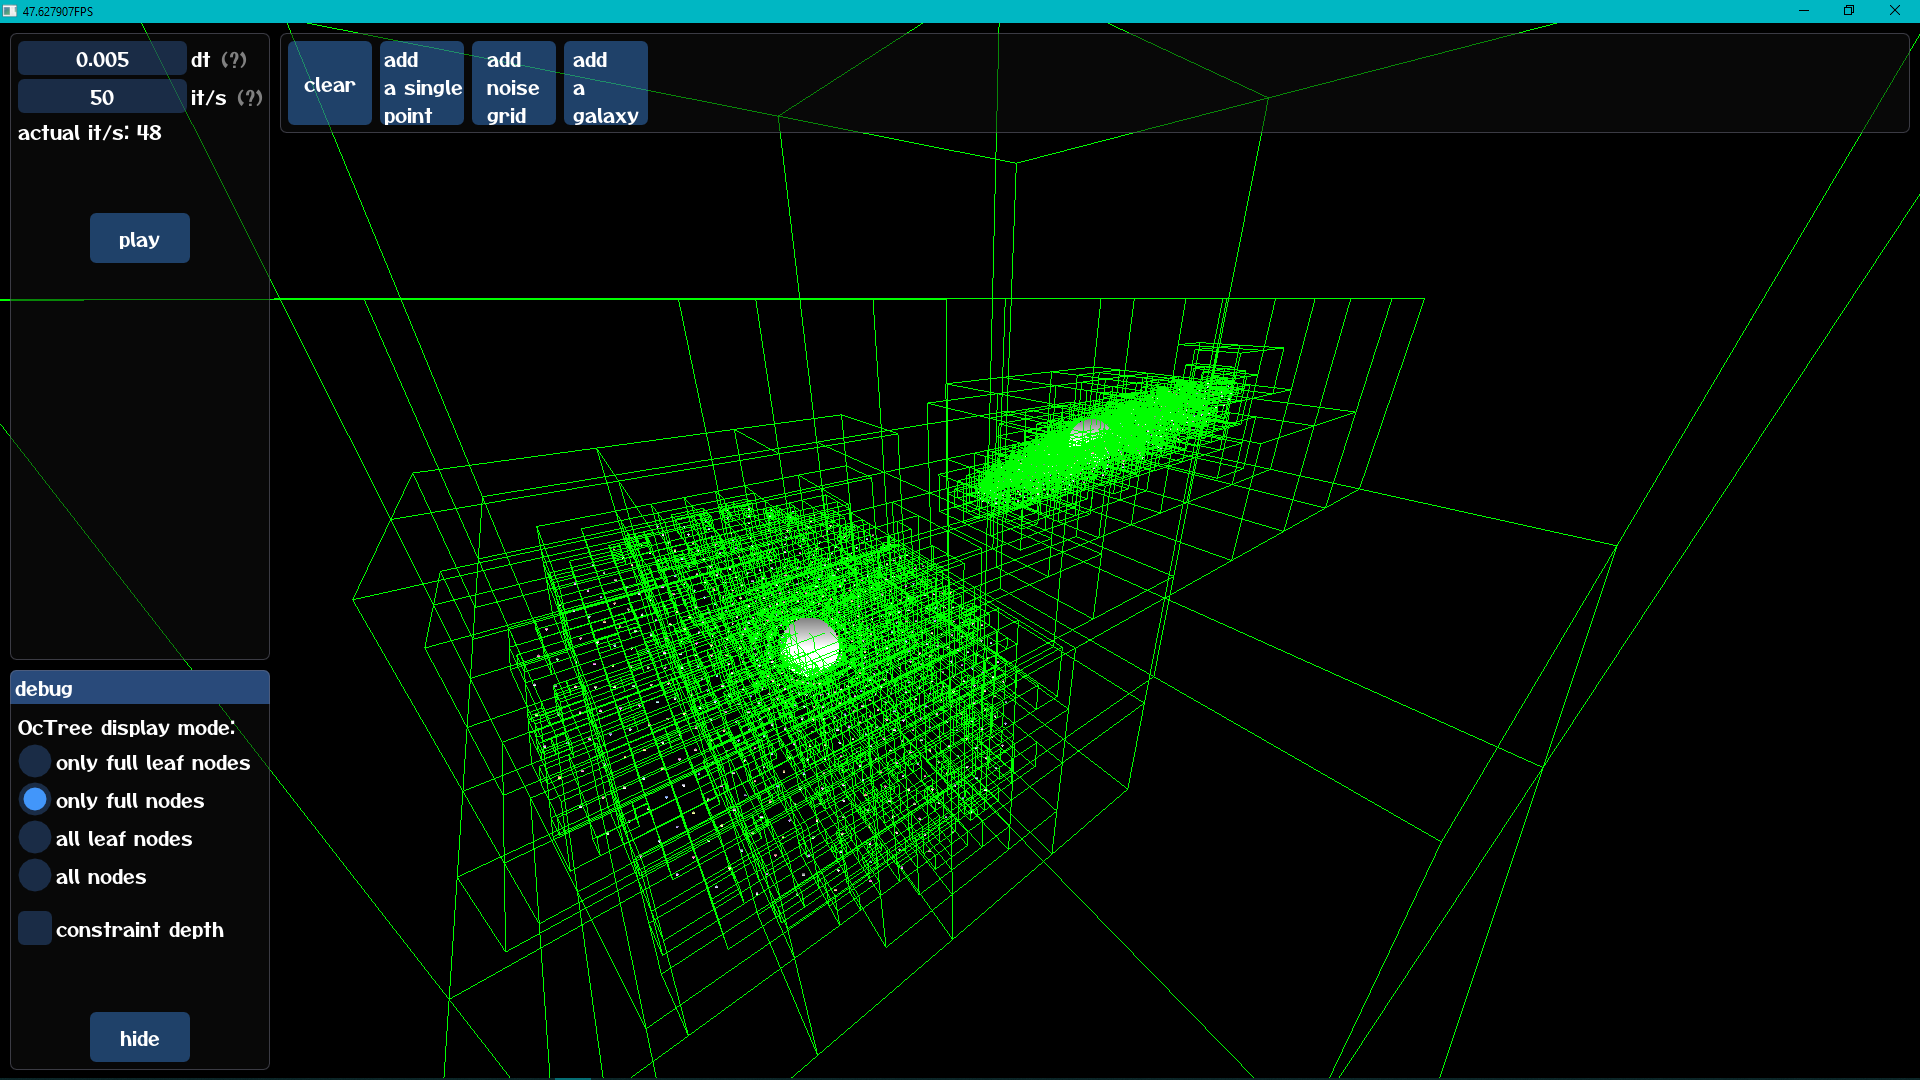 47.627907FPS
0.005 dt (?)
50 it/s (?)
actual it/s: 48
play
clear
add
a single
point
add
noise
grid
add
a
galaxy
debug
OcTree display mode:
only full leaf nodes
only full nodes
all leaf nodes
all nodes
constraint depth
hide